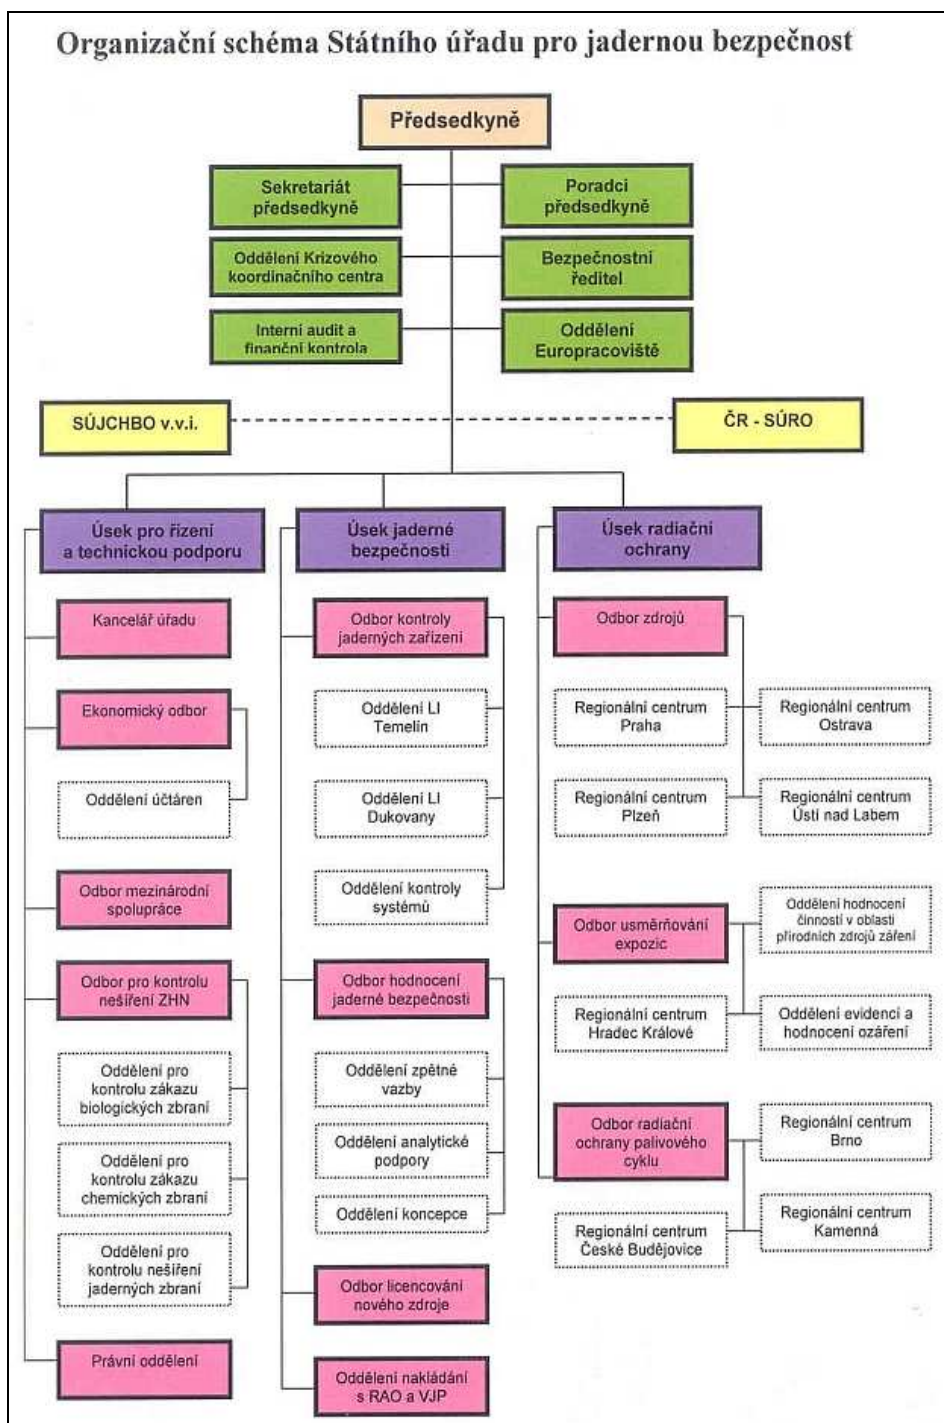 Organizační schéma Státního úřadu pro jadernou bezpečnost
Předsedkyně
Sekretariát
předsedkyně
Poradci
předsedkyně
Oddělení Krizového
koordinačního centra
Bezpečnostní
ředitel
Interní audit a
finanční kontrola
Oddělení
Europracoviště
SÚJCHBO v.v.i.
ČR - SÚRO
Úsek pro řízení
a technickou podporu
Kancelář úřadu
Ekonomický odbor
Oddělení účtáren
Odbor mezinárodní
spolupráce
Odbor pro kontrolu
nešíření ZHN
Oddělení pro
kontrolu zákazu
biologických zbraní
Oddělení pro
kontrolu zákazu
chemických zbraní
Oddělení pro
kontrolu nešíření
jaderných zbraní
Právní oddělení
Úsek jaderné
bezpečnosti
Odbor kontroly
jaderných zařízení
Oddělení LI
Temelín
Oddělení LI
Dukovany
Oddělení kontroly
systémů
Odbor hodnocení
jaderné bezpečnosti
Oddělení zpětné
vazby
Oddělení analytické
podpory
Oddělení koncepce
Odbor licencování
nového zdroje
Oddělení nakládání
s RAO a VJP
Úsek radiační
ochrany
Odbor zdrojů
Regionální centrum
Praha
Regionální centrum
Ostrava
Regionální centrum
Plzeň
Regionální centrum
Ústí nad Labem
Odbor usměrňování
expozic
Oddělení hodnocení
činností v oblasti
přírodních zdrojů záření
Regionální centrum
Hradec Králové
Oddělení evidencí a
hodnocení ozáření
Odbor radiační
ochrany palivového
cyklu
Regionální centrum
Brno
Regionální centrum
České Budějovice
Regionální centrum
Kamenná